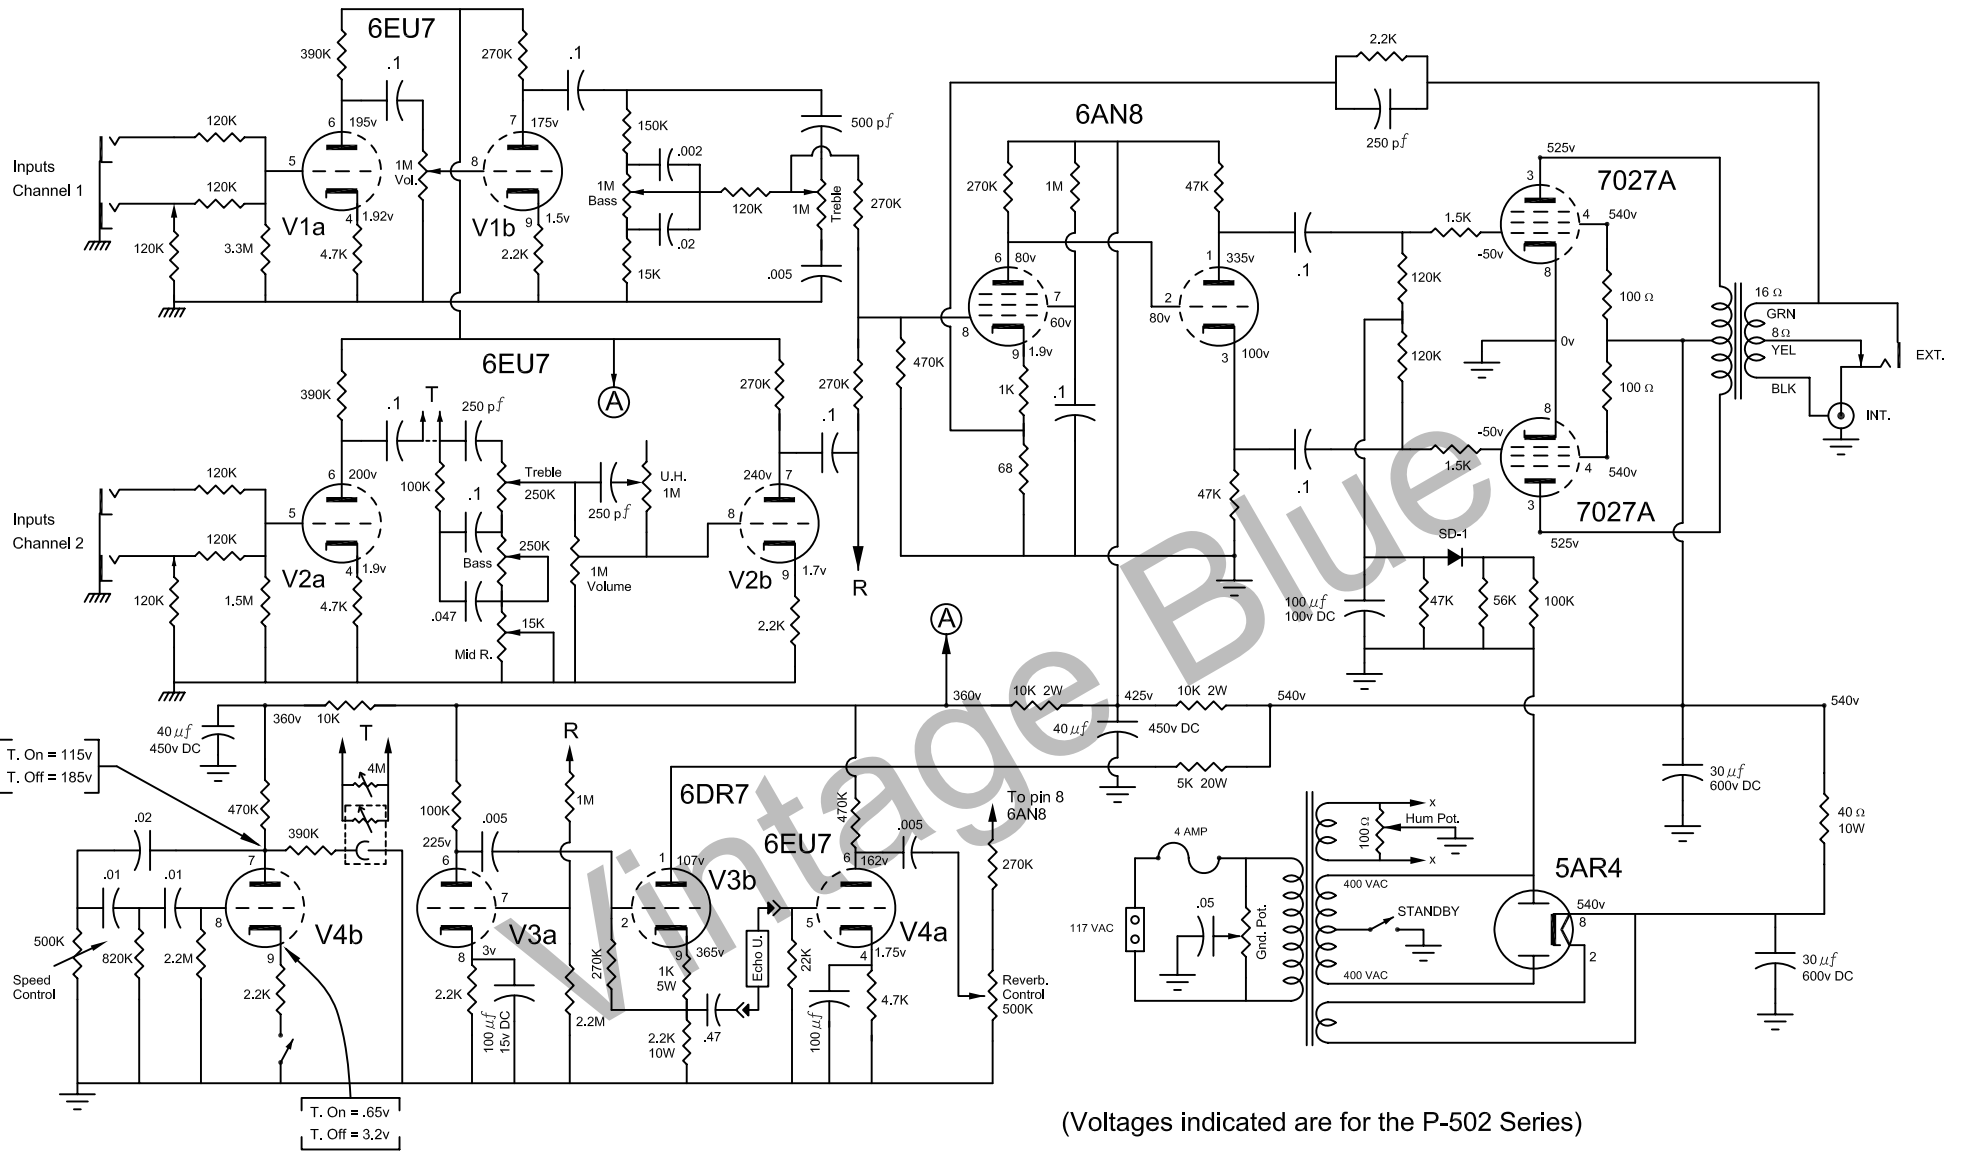 6EU7
390K
270K
.1
.1
6 195v
7 175v
Inputs
Channel 1
120K
120K
120K
5
3.3M
V1a
4 1.92v
4.7K
1M
Vol.
8
V1b
9 1.5v
2.2K
150K
.002
1M
Bass
.02
15K
120K
500 pf
1M
Treble
.005
270K
2.2K
250 pf
6AN8
270K
1M
47K
6 80v
7
60v
8
9 1.9v
1K
68
.1
470K
1 335v
2
80v
100v
3
47K
.1
.1
120K
120K
1.5K
1.5K
-50v
-50v
525v
3
7027A
4 540v
8
100 Ω
0v
100 Ω
8
4 540v
3
7027A
525v
16 Ω
GRN
8 Ω
YEL
BLK
EXT.
INT.
6EU7
A
390K
.1
T
250 pf
6 200v
Inputs
Channel 2
120K
120K
120K
5
1.5M
V2a
4 1.9v
4.7K
100K
.1
Treble
250K
250 pf
U.H.
1M
250K
Bass
.047
15K
Mid R.
1M
Volume
270K
.1
240v 7
8
V2b
9 1.7v
2.2K
270K
R
SD-1
100 µf
100v DC
47K
56K
100K
A
360v
10K 2W
425v
10K 2W
540v
540v
40 µf
450v DC
5K 20W
30 µf
600v DC
40 Ω
10W
40 µf
450v DC
360v
10K
T
4M
T. On = 115v
T. Off = 185v
470K
390K
.02
.01
.01
7
8
V4b
9
500K
Speed
Control
820K
2.2M
2.2K
T. On = .65v
T. Off = 3.2v
100K
225v
.005
6
7
V3a
3v
8
2.2K
100 µf
15v DC
R
1M
2.2M
270K
6DR7
1 107v
V3b
2
9 365v
1K
5W
2.2K
10W
.47
Echo U.
22K
6EU7
470K
.005
6 162v
5
V4a
4 1.75v
100 µf
4.7K
To pin 8
6AN8
270K
Reverb.
Control
500K
4 AMP
117 VAC
.05
Gnd. Pot.
100 Ω
x
Hum Pot.
x
400 VAC
STANDBY
400 VAC
5AR4
540v
8
2
30 µf
600v DC
Vintage Blue
(Voltages indicated are for the P-502 Series)